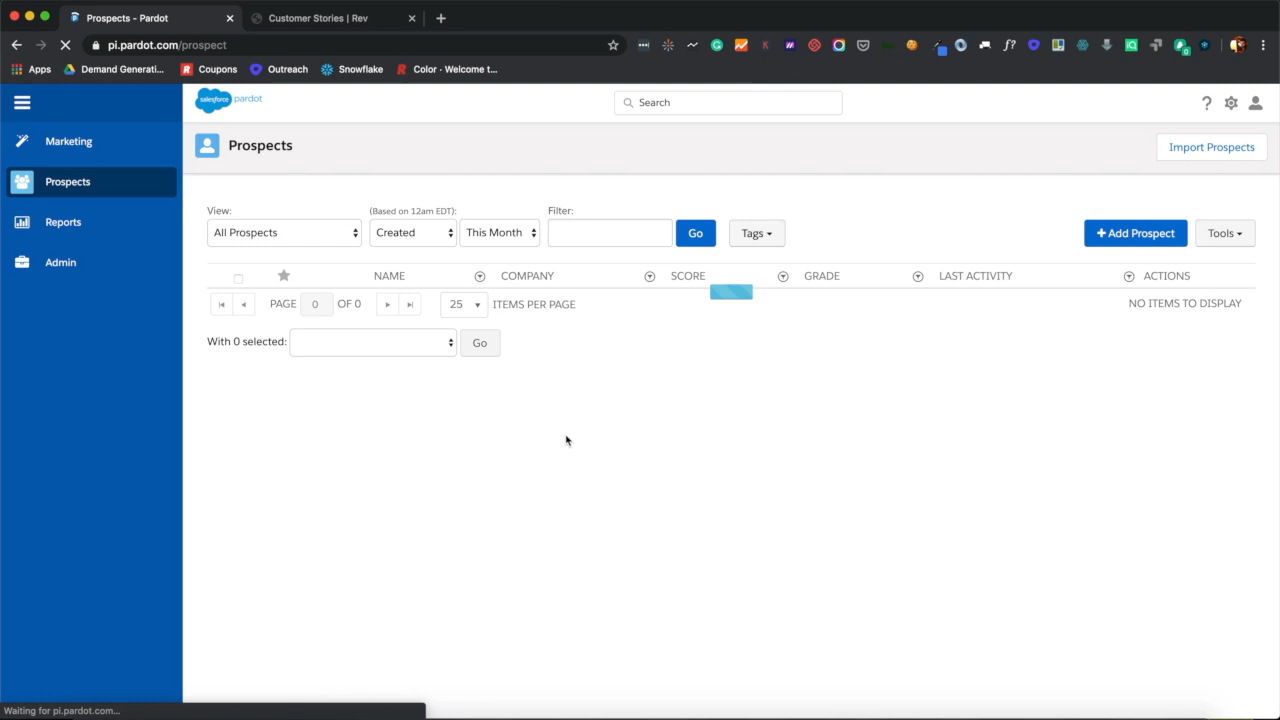 Prospects - Pardot
Customer Stories | Rev
pi.pardot.com/prospect
Apps
Demand Generati...
Coupons
Outreach
Snowflake
Color · Welcome t...
salesforce pardot
Search
Marketing
Prospects
Import Prospects
Prospects
Reports
View:
(Based on 12am EDT):
Filter:
All Prospects
Created
This Month
Go
Tags
Add Prospect
Tools
Admin
NAME
COMPANY
SCORE
GRADE
LAST ACTIVITY
ACTIONS
PAGE 0 OF 0
25
ITEMS PER PAGE
NO ITEMS TO DISPLAY
With 0 selected:
Go
Waiting for pi.pardot.com...